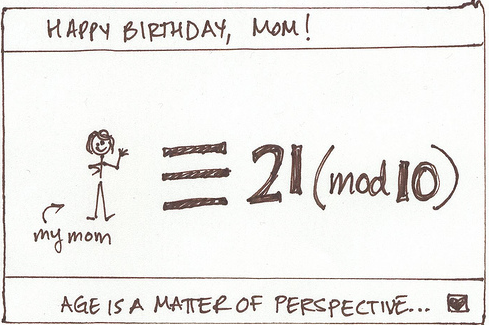 HAPPY BIRTHDAY, MOM!
≡ 21 (mod 10)
my mom
AGE IS A MATTER OF PERSPECTIVE...